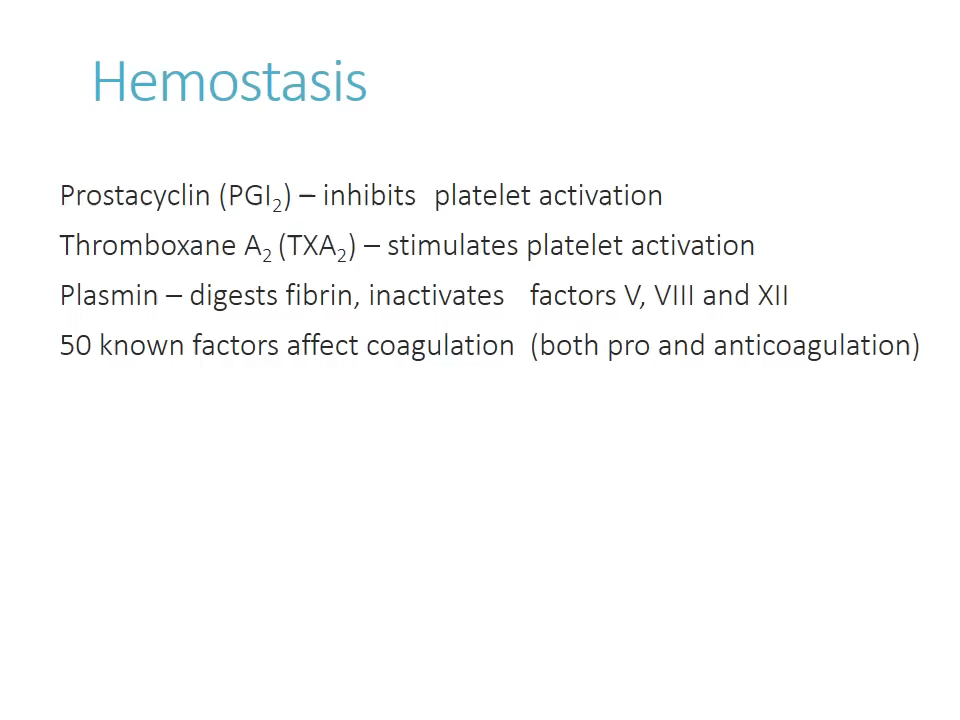 Hemostasis
Prostacyclin (PGI₂) – inhibits platelet activation
Thromboxane A₂ (TXA₂) – stimulates platelet activation
Plasmin – digests fibrin, inactivates factors V, VIII and XII
50 known factors affect coagulation (both pro and anticoagulation)